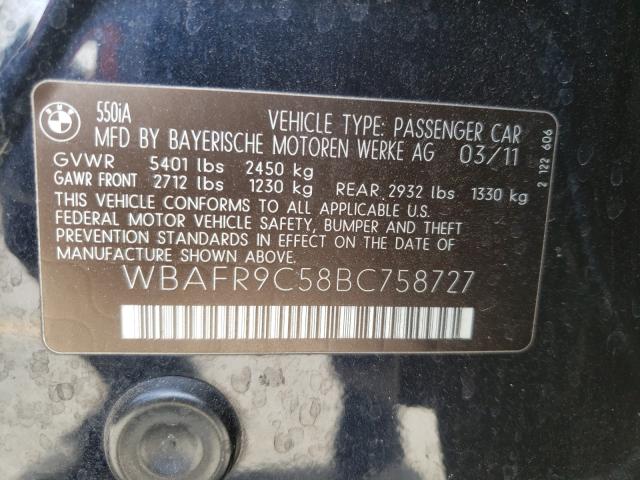 BMW
550iA
VEHICLE TYPE: PASSENGER CAR
MFD BY BAYERISCHE MOTOREN WERKE AG 03/11
GVWR 5401 lbs 2450 kg
GAWR FRONT 2712 lbs 1230 kg REAR 2932 lbs 1330 kg
THIS VEHICLE CONFORMS TO ALL APPLICABLE U.S.
FEDERAL MOTOR VEHICLE SAFETY, BUMPER AND THEFT
PREVENTION STANDARDS IN EFFECT ON THE DATE OF
MANUFACTURE SHOWN ABOVE.
WBAFR9C58BC758727
2 122 606